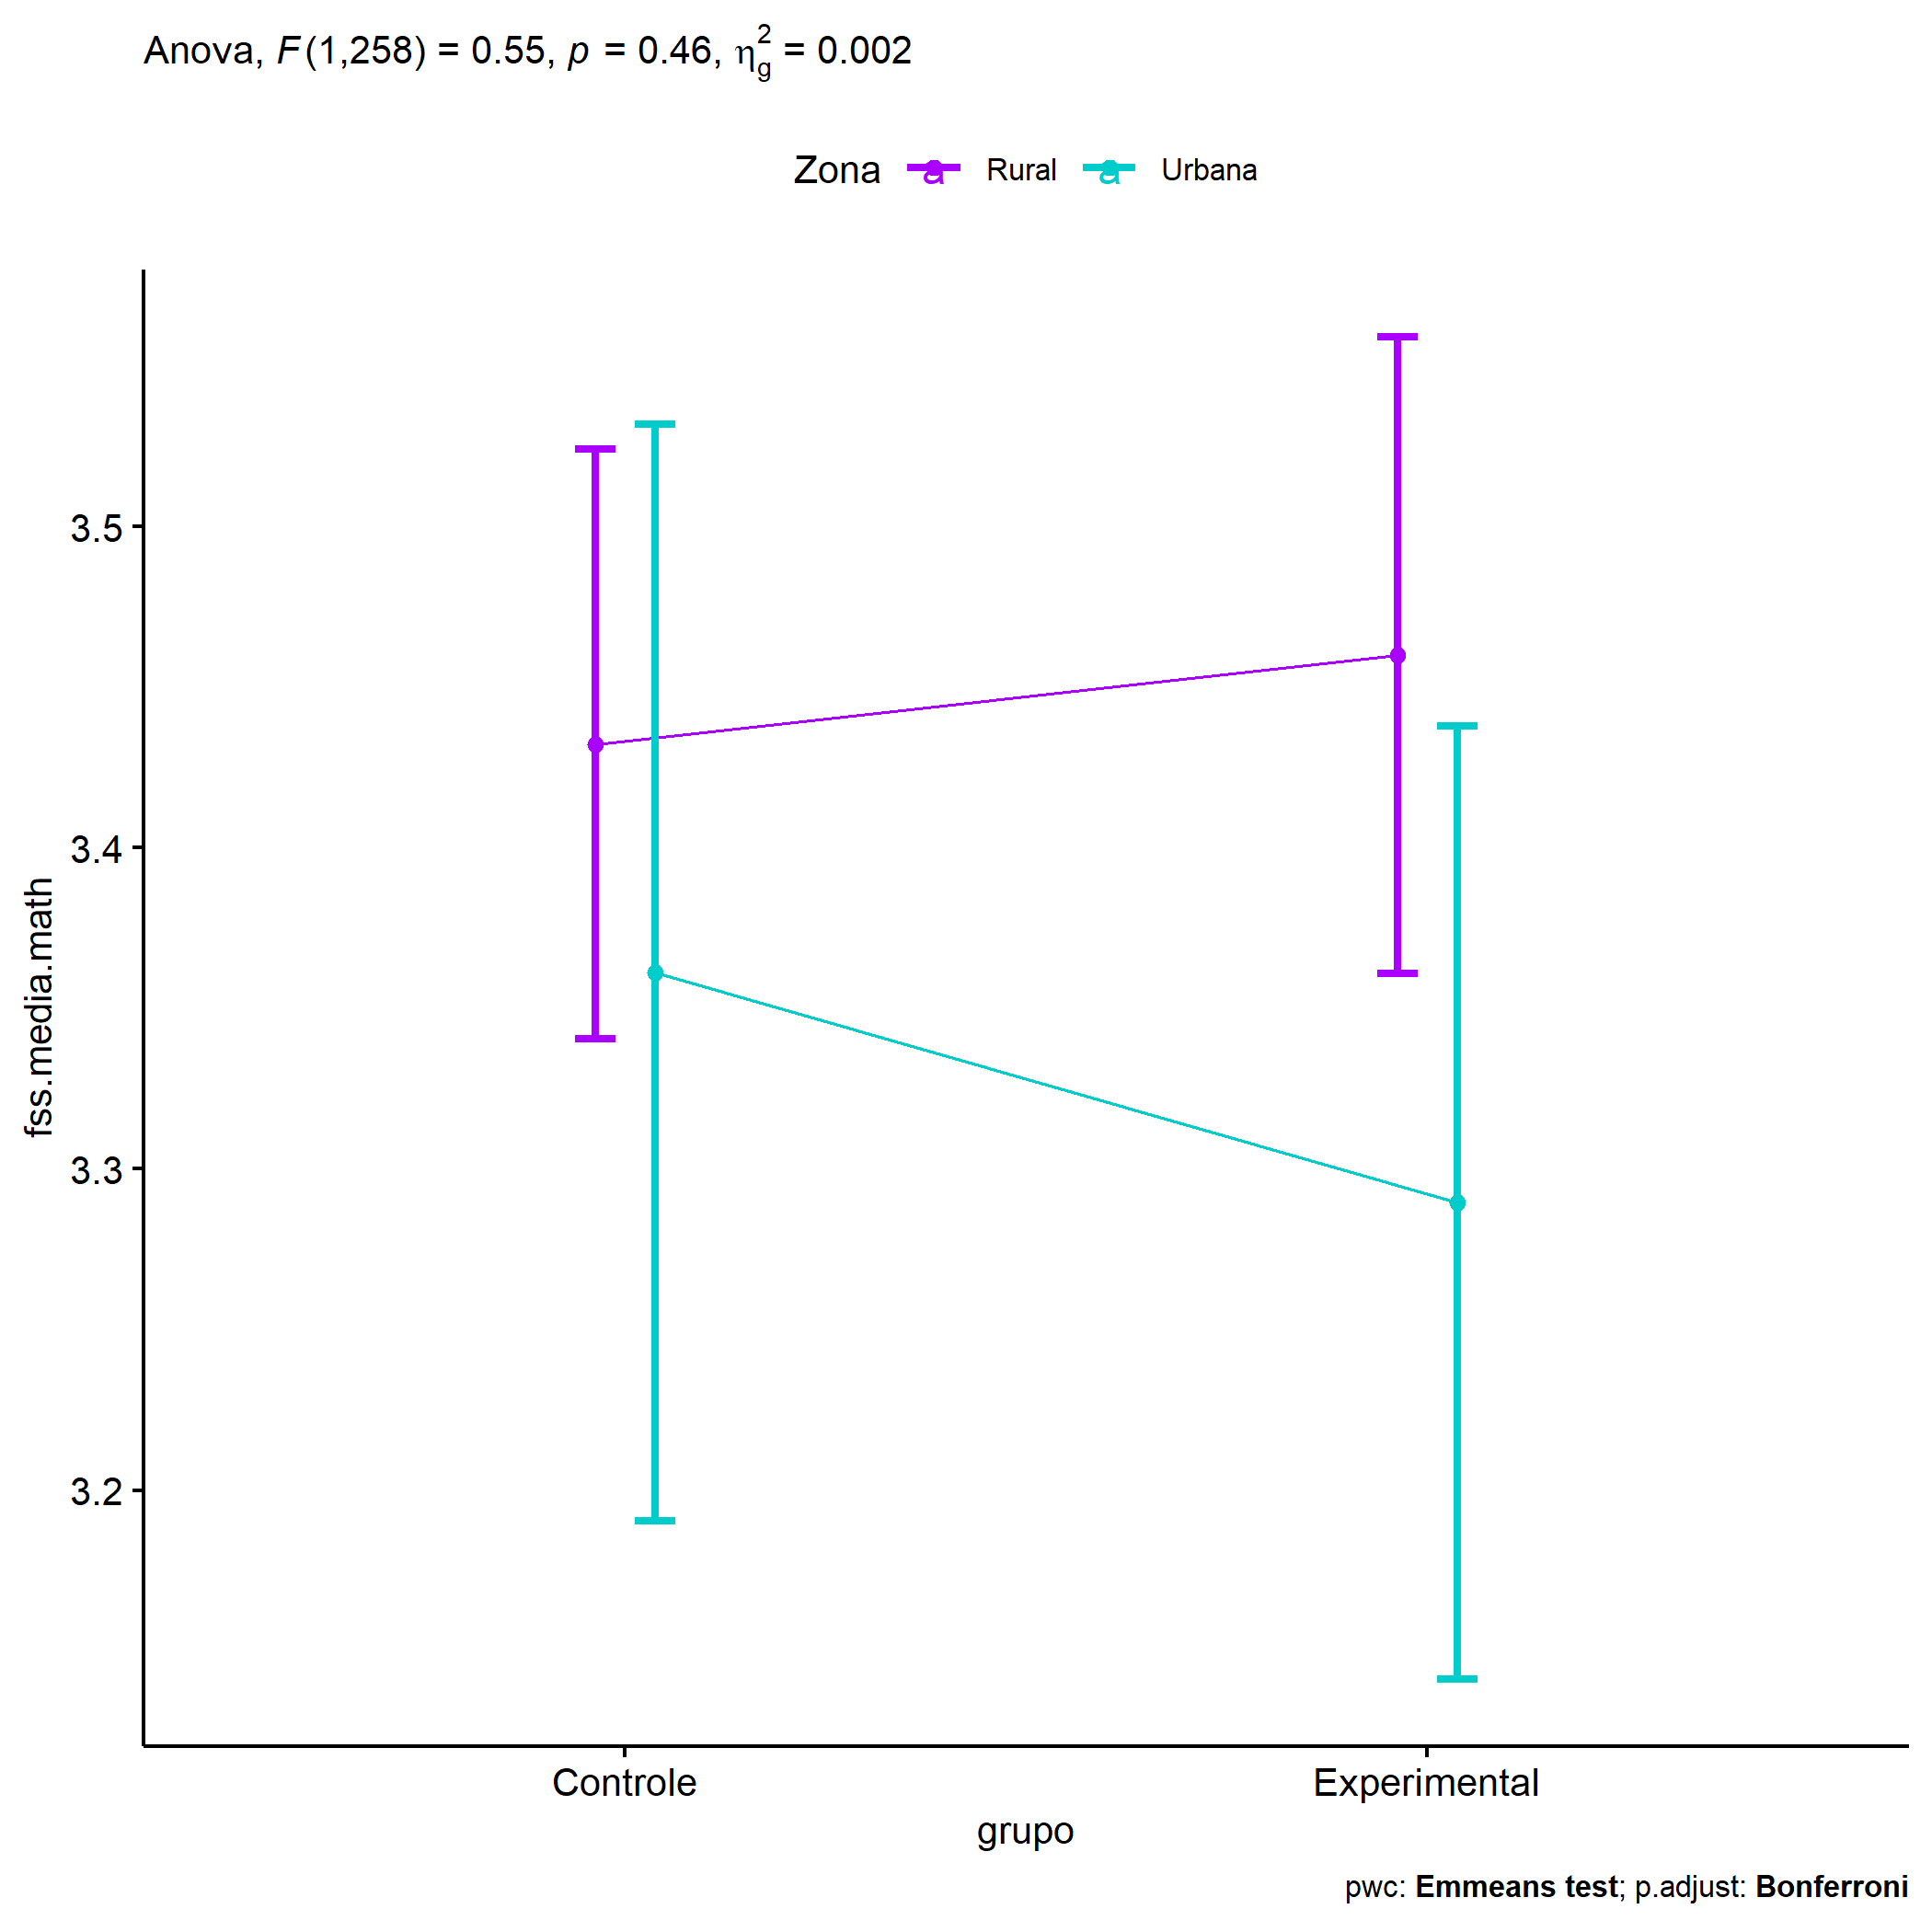 Anova, F(1,258) = 0.55, p = 0.46, η²g = 0.002
Zona a Rural a Urbana
3.5
3.4
3.3
3.2
fss.media.math
Controle Experimental
grupo
pwc: Emmeans test; p.adjust: Bonferroni